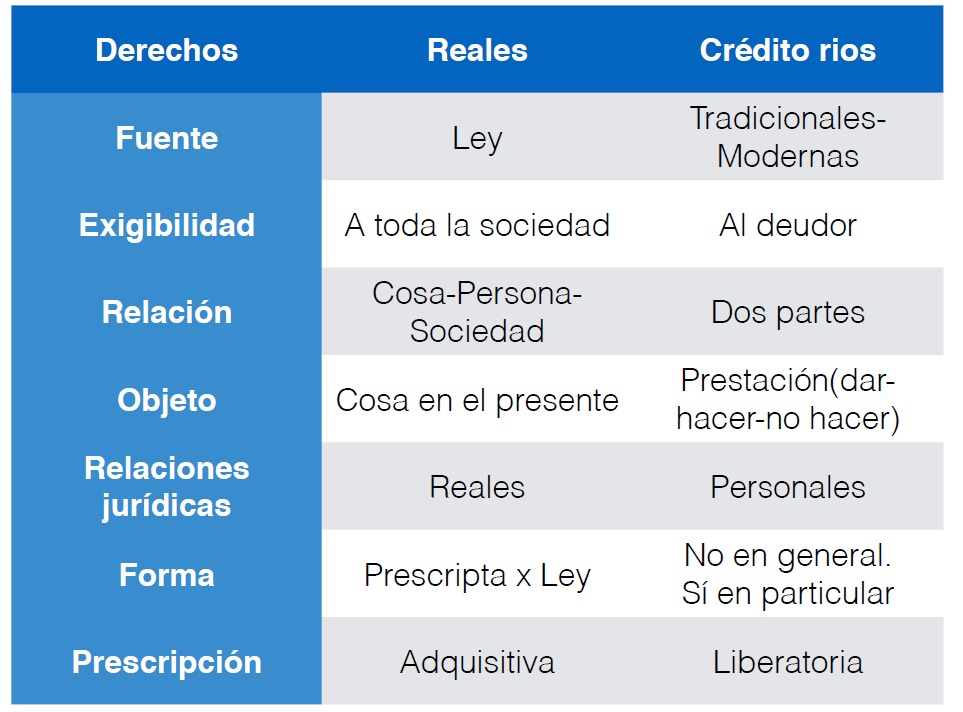 Derechos Reales Crédito rios
Fuente Ley Tradicionales-
Modernas
Exigibilidad A toda la sociedad Al deudor
Relación Cosa-Persona-
Sociedad Dos partes
Objeto Cosa en el presente Prestación(dar-
hacer-no hacer)
Relaciones
jurídicas Reales Personales
Forma Prescripta x Ley No en general.
Sí en particular
Prescripción Adquisitiva Liberatoria